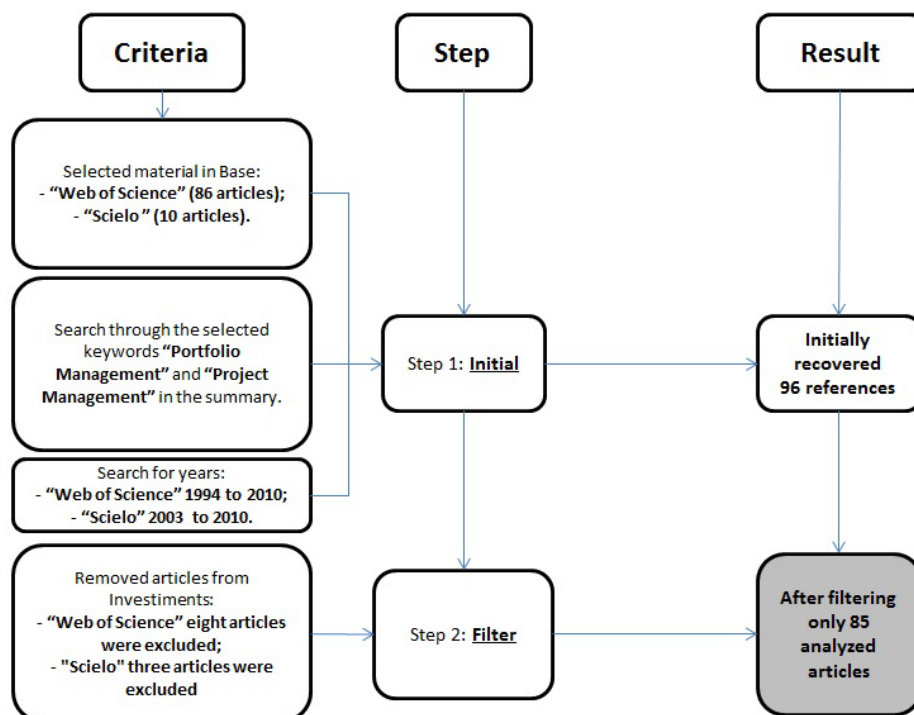 Criteria
Step
Result
Selected material in Base:
- “Web of Science” (86 articles);
- “Scielo” (10 articles).
Search through the selected
keywords “Portfolio
Management” and “Project
Management” in the summary.
Step 1: Initial
Initially
recovered
96 references
Search for years:
- “Web of Science” 1994 to 2010;
- “Scielo” 2003 to 2010.
Removed articles from
Investiments:
- “Web of Science” eight articles
were excluded;
- "Scielo" three articles were
excluded
Step 2: Filter
After filtering
only 85
analyzed
articles